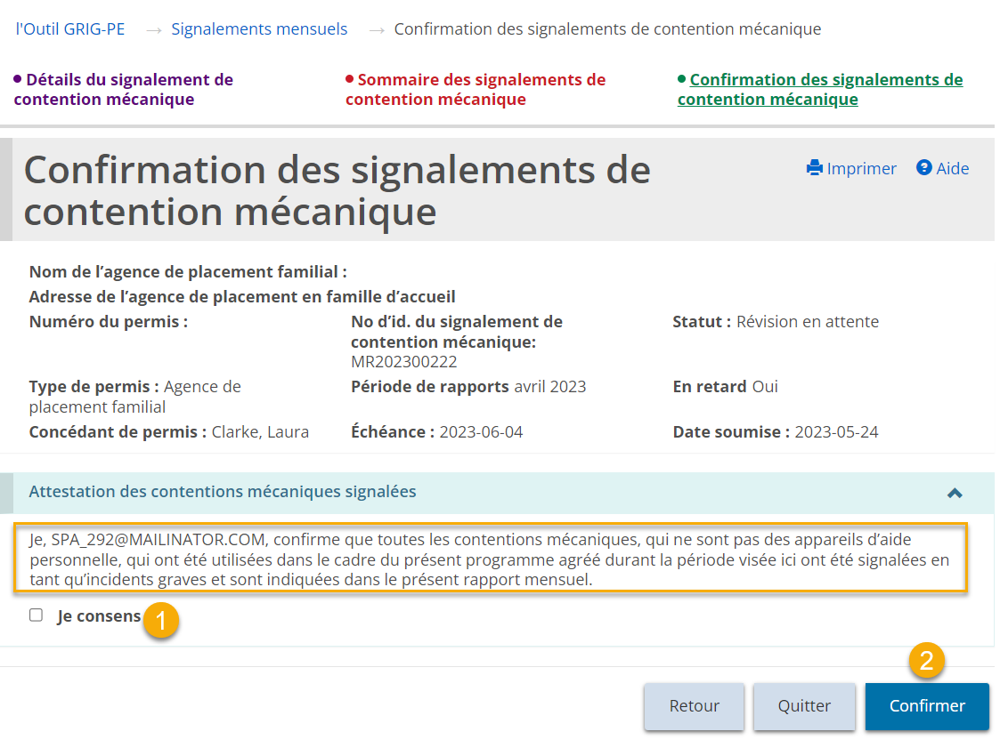 l'Outil GRIG-PE → Signalements mensuels → Confirmation des signalements de contention mécanique
• Détails du signalement de
contention mécanique
• Sommaire des signalements de
contention mécanique
• Confirmation des signalements de
contention mécanique
Confirmation des signalements de
contention mécanique
Imprimer
Aide
Nom de l’agence de placement familial :
Adresse de l’agence de placement en famille d’accueil
Numéro du permis :
No d’id. du signalement de
contention mécanique:
MR202300222
Statut : Révision en attente
Type de permis : Agence de
placement familial
Période de rapports avril 2023
En retard Oui
Concédant de permis : Clarke, Laura
Échéance : 2023-06-04
Date soumise : 2023-05-24
Attestation des contentions mécaniques signalées
Je, SPA_292@MAILINATOR.COM, confirme que toutes les contentions mécaniques, qui ne sont pas des appareils d’aide
personnelle, qui ont été utilisées dans le cadre du présent programme agréé durant la période visée ici ont été signalées en
tant qu’incidents graves et sont indiquées dans le présent rapport mensuel.
Je consens
1
2
Retour
Quitter
Confirmer